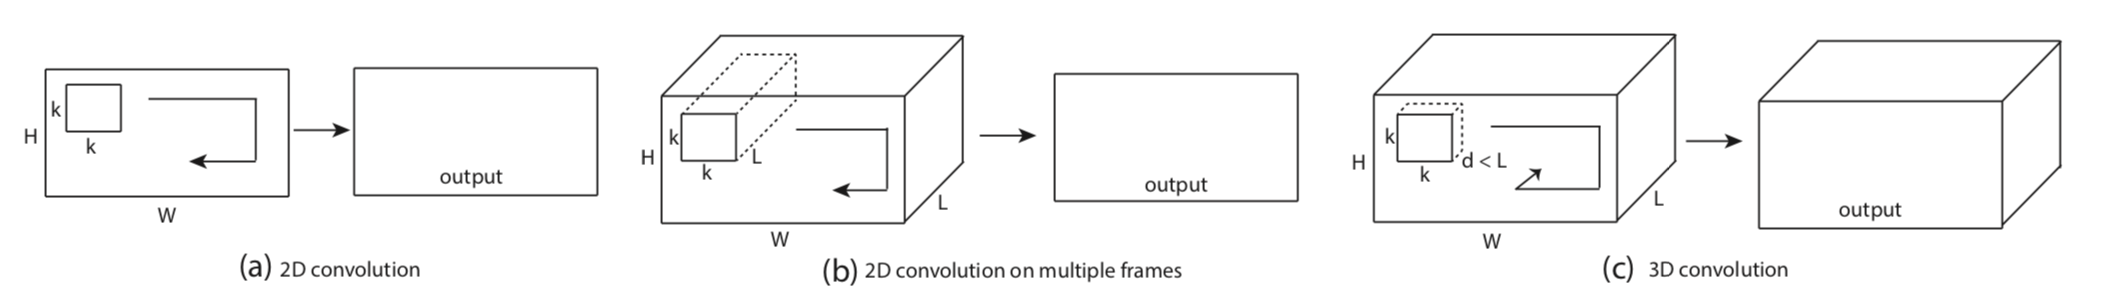 k
H
k
output
W
(a) 2D convolution
k
H
k
L
L
W
output
(b) 2D convolution on multiple frames
k
H
k
d < L
L
W
output
(c) 3D convolution